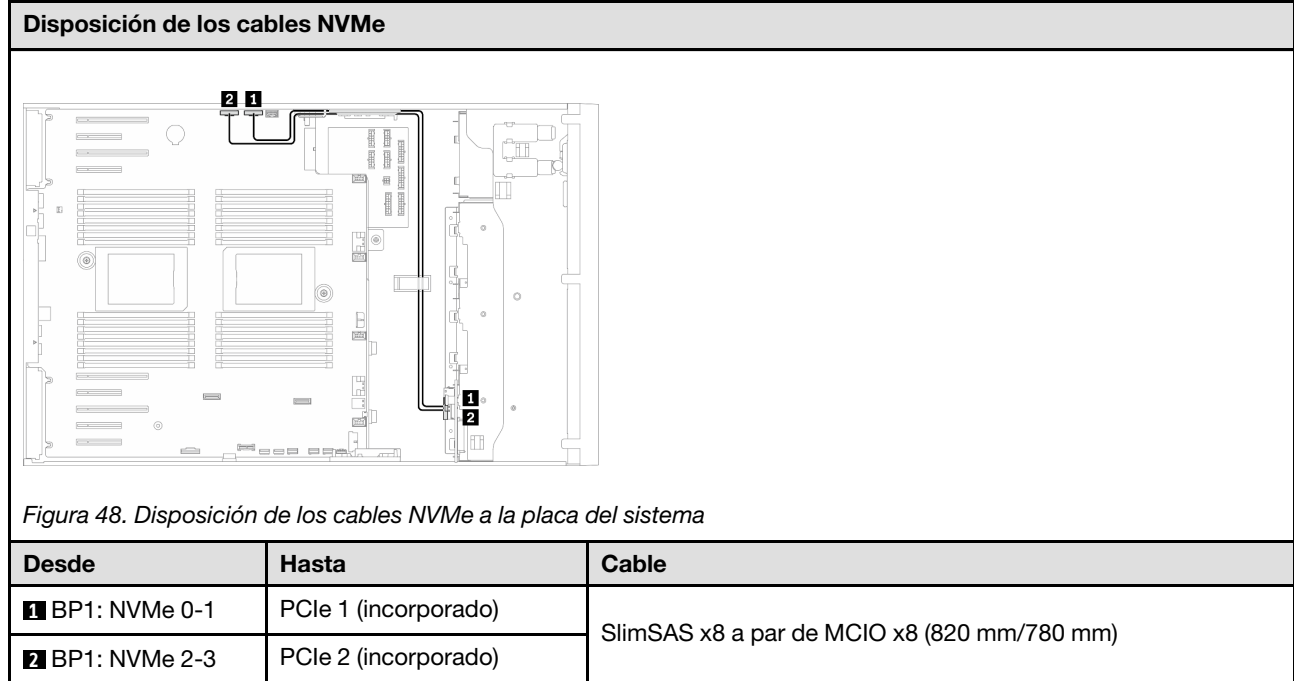 Disposición de los cables NVMe
2 1
1
2
Figura 48. Disposición de los cables NVMe a la placa del sistema
Desde Hasta Cable
1 BP1: NVMe 0-1 PCIe 1 (incorporado)
SlimSAS x8 a par de MCIO x8 (820 mm/780 mm)
2 BP1: NVMe 2-3 PCIe 2 (incorporado)